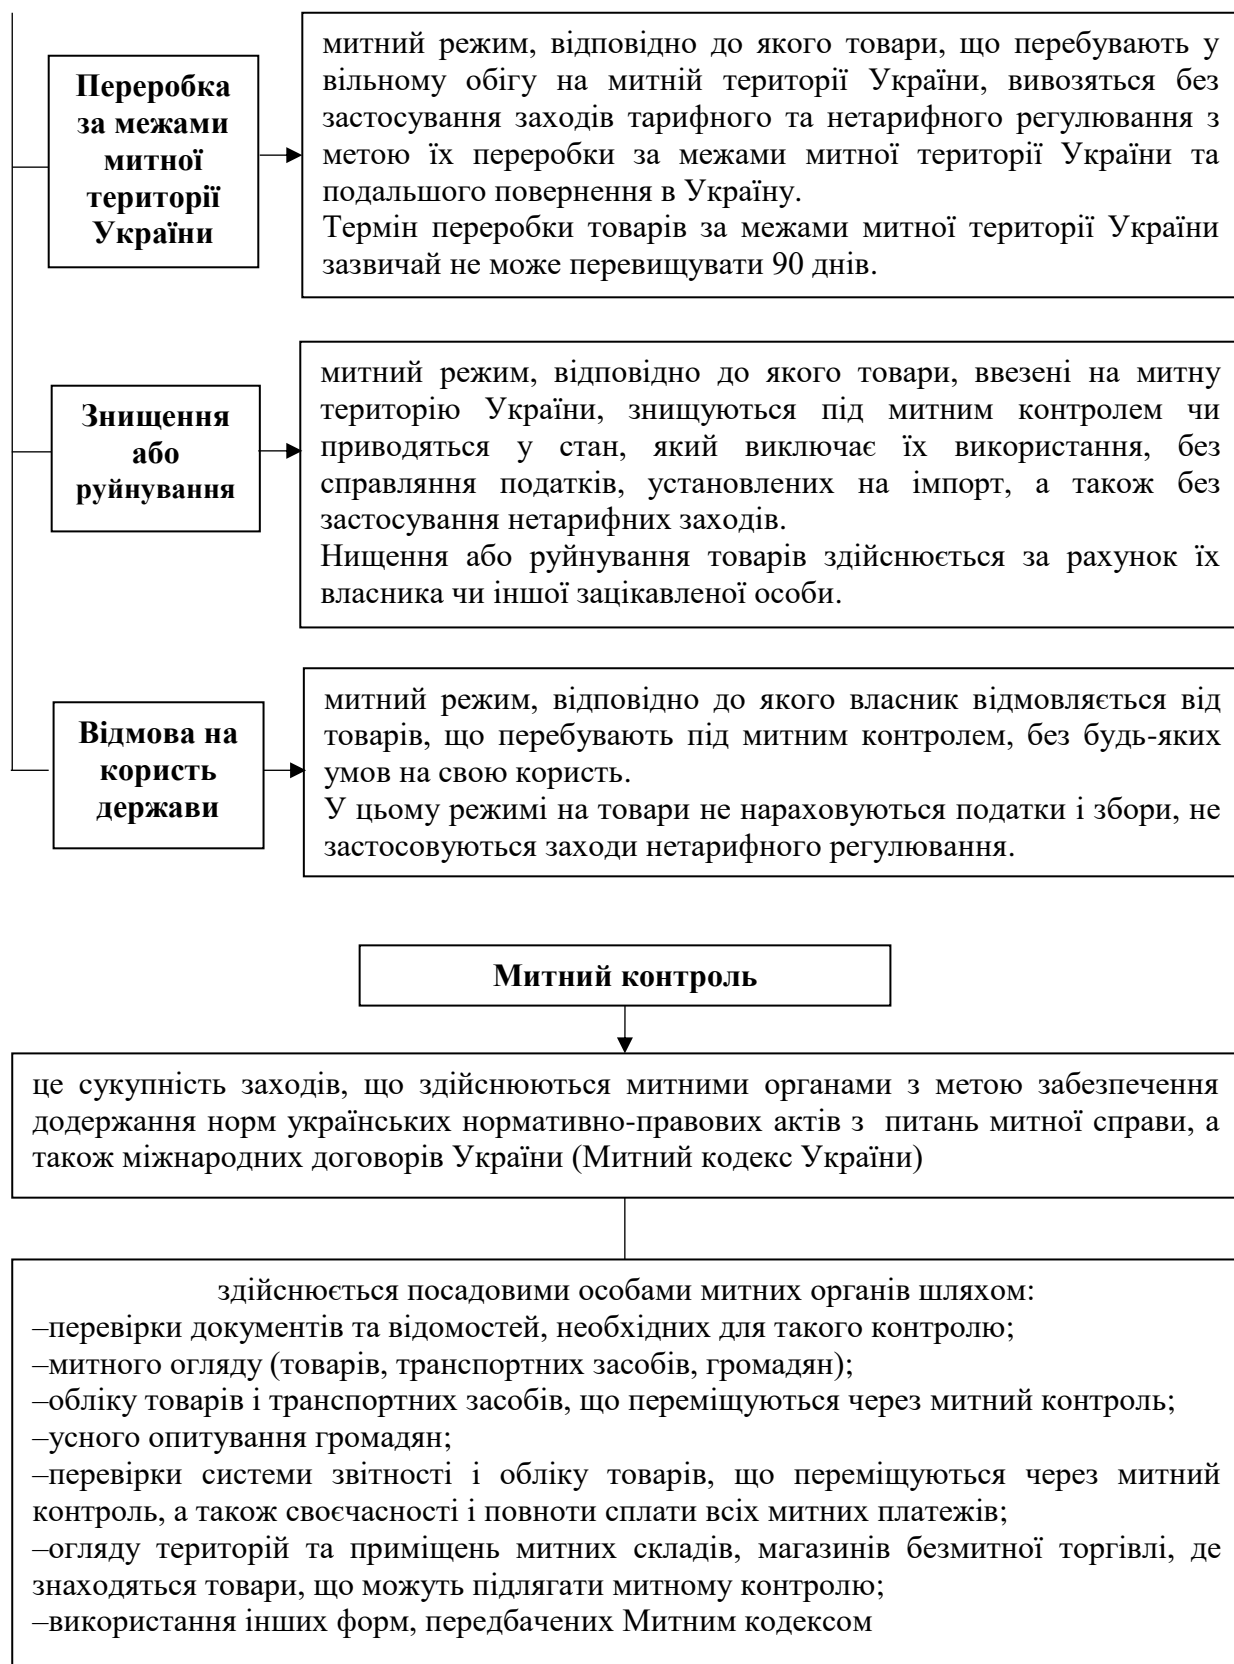 Переробка
за межами
митної
території
України
митний режим, відповідно до якого товари, що перебувають у
вільному обігу на митній території України, вивозяться без
застосування заходів тарифного та нетарифного регулювання з
метою їх переробки за межами митної території України та
подальшого повернення в Україну.
Термін переробки товарів за межами митної території України
зазвичай не може перевищувати 90 днів.
Знищення
або
руйнування
митний режим, відповідно до якого товари, ввезені на митну
територію України, знищуються під митним контролем чи
приводяться у стан, який виключає їх використання, без
справляння податків, установлених на імпорт, а також без
застосування нетарифних заходів.
Нищення або руйнування товарів здійснюється за рахунок їх
власника чи іншої зацікавленої особи.
Відмова на
користь
держави
митний режим, відповідно до якого власник відмовляється від
товарів, що перебувають під митним контролем, без будь-яких
умов на свою користь.
У цьому режимі на товари не нараховуються податки і збори, не
застосовуються заходи нетарифного регулювання.
Митний контроль
це сукупність заходів, що здійснюються митними органами з метою забезпечення
додержання норм українських нормативно-правових актів з питань митної справи, а
також міжнародних договорів України (Митний кодекс України)
здійснюється посадовими особами митних органів шляхом:
–перевірки документів та відомостей, необхідних для такого контролю;
–митного огляду (товарів, транспортних засобів, громадян);
–обліку товарів і транспортних засобів, що переміщуються через митний контроль;
–усного опитування громадян;
–перевірки системи звітності і обліку товарів, що переміщуються через митний
контроль, а також своєчасності і повноти сплати всіх митних платежів;
–огляду територій та приміщень митних складів, магазинів безмитної торгівлі, де
знаходяться товари, що можуть підлягати митному контролю;
–використання інших форм, передбачених Митним кодексом